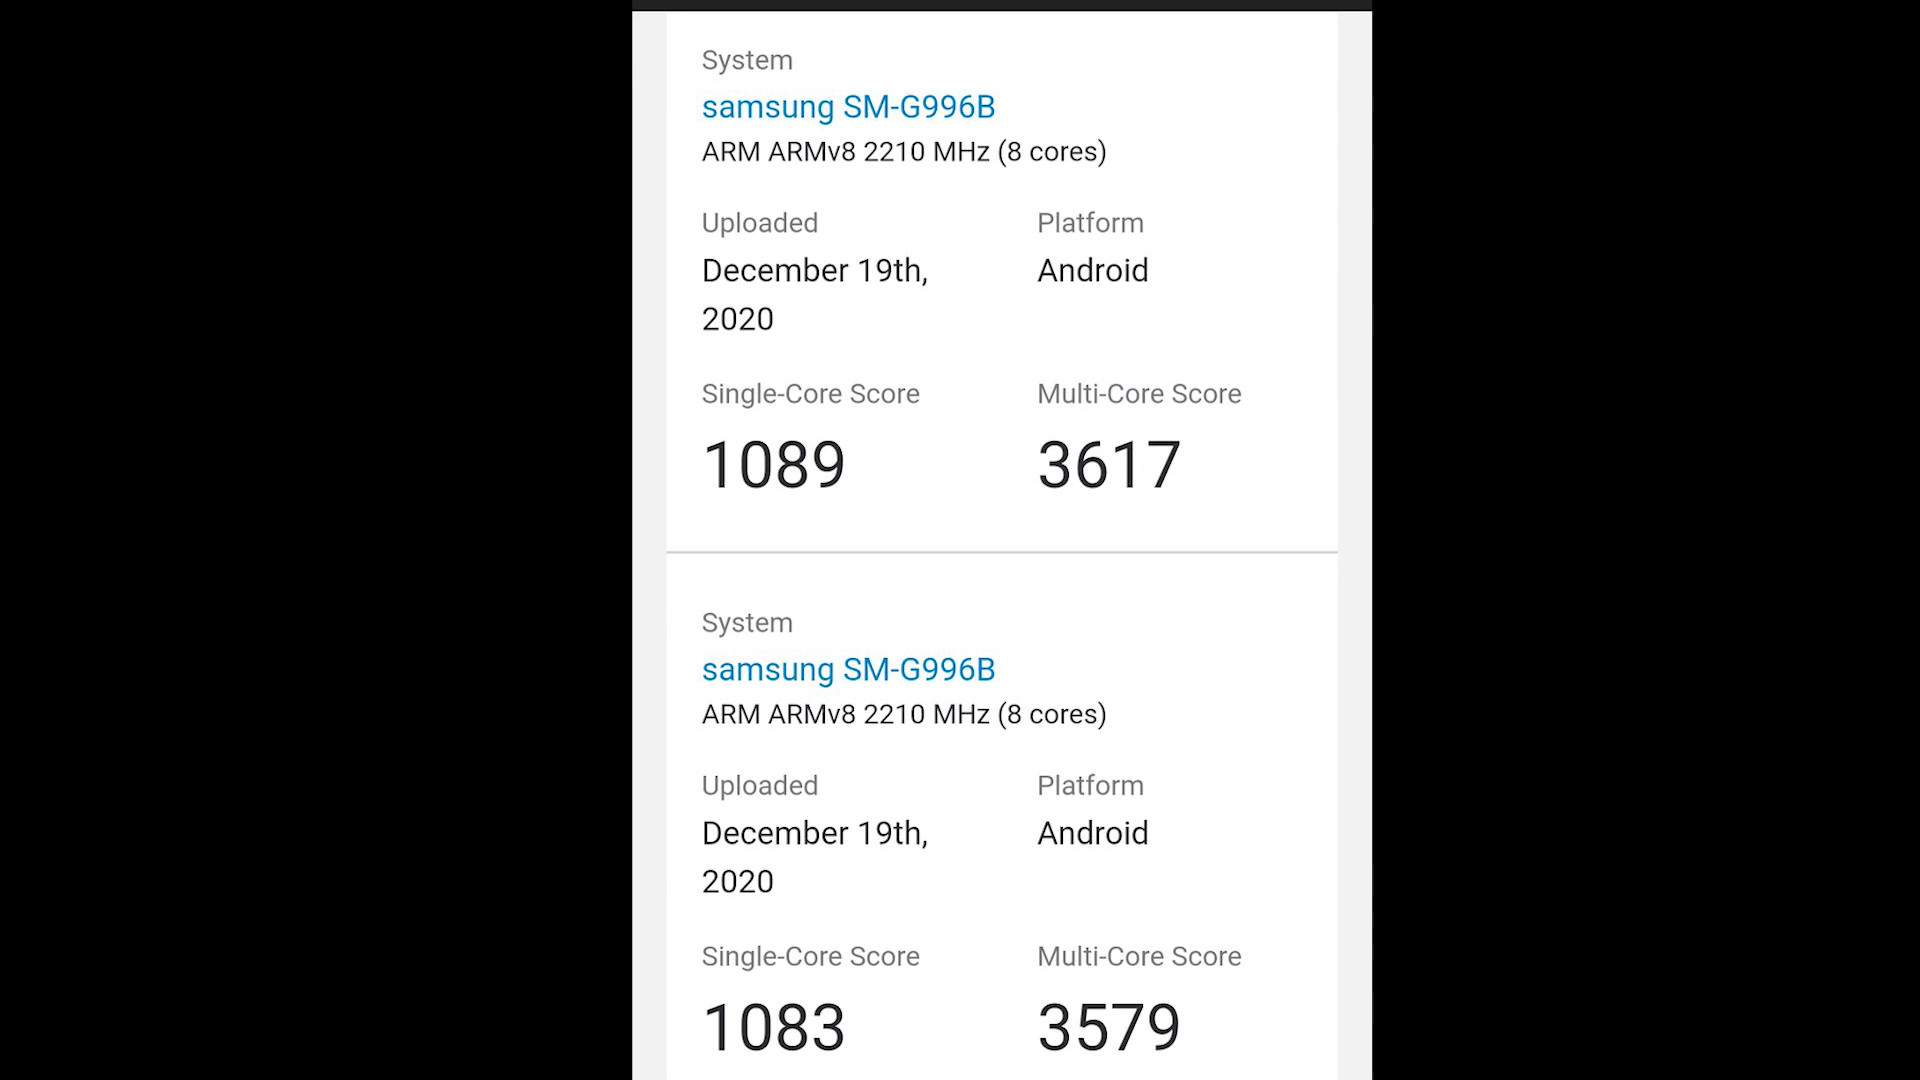 System
samsung SM-G996B
ARM ARMv8 2210 MHz (8 cores)
Uploaded Platform
December 19th, Android
2020
Single-Core Score Multi-Core Score
1089 3617
System
samsung SM-G996B
ARM ARMv8 2210 MHz (8 cores)
Uploaded Platform
December 19th, Android
2020
Single-Core Score Multi-Core Score
1083 3579